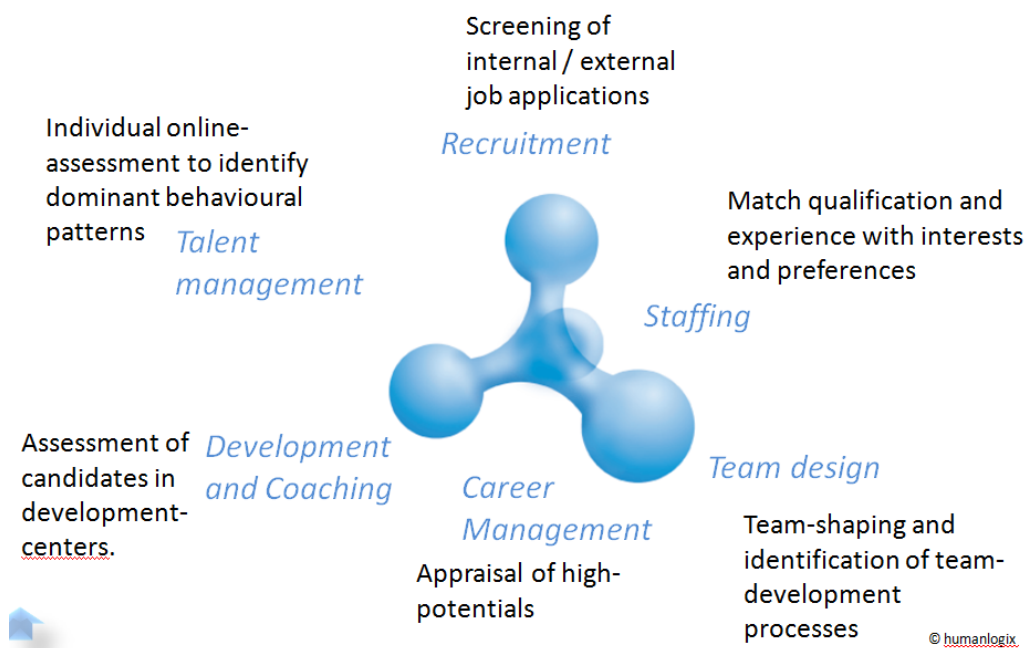 Screening of
internal / external
job applications
Recruitment
Individual online-
assessment to identify
dominant behavioural
patterns
Talent
management
Match qualification and
experience with interests
and preferences
Staffing
Assessment of
candidates in
development-
centers.
Development
and Coaching
Career
Management
Appraisal of high-
potentials
Team design
Team-shaping and
identification of team-
development
processes
© humanlogix